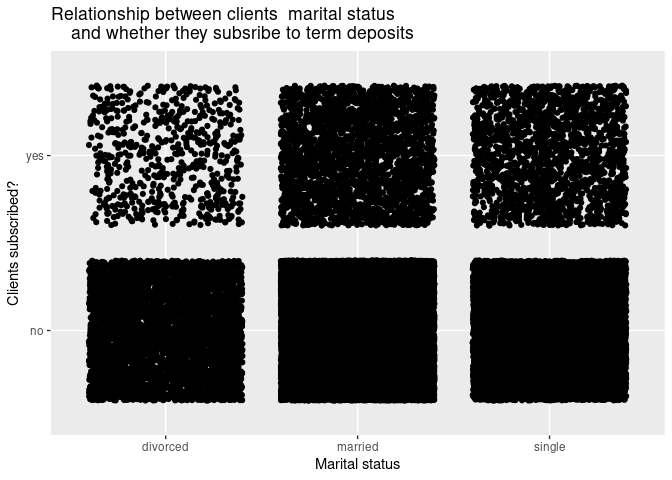 Relationship between clients  marital status
and whether they subsribe to term deposits
yes
Clients subscribed?
no
divorced married single
Marital status